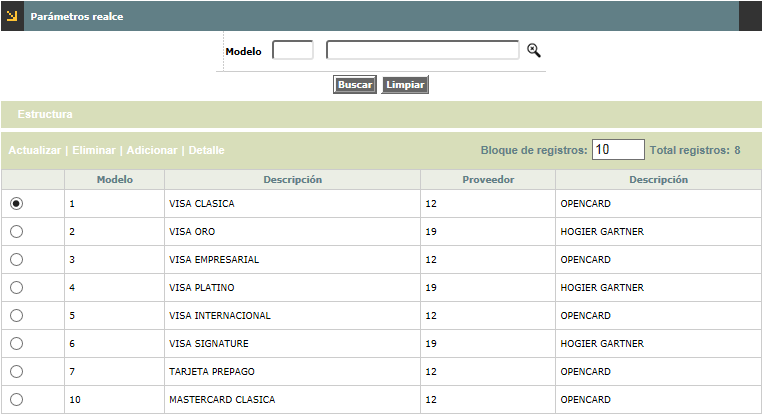 Parámetros realce
Modelo
Buscar Limpiar
Estructura
Actualizar | Eliminar | Adicionar | Detalle Bloque de registros: 10 Total registros: 8
Modelo Descripción Proveedor Descripción
1 VISA CLASICA 12 OPENCARD
2 VISA ORO 19 HOGIER GARTNER
3 VISA EMPRESARIAL 12 OPENCARD
4 VISA PLATINO 19 HOGIER GARTNER
5 VISA INTERNACIONAL 12 OPENCARD
6 VISA SIGNATURE 19 HOGIER GARTNER
7 TARJETA PREPAGO 12 OPENCARD
10 MASTERCARD CLASICA 12 OPENCARD